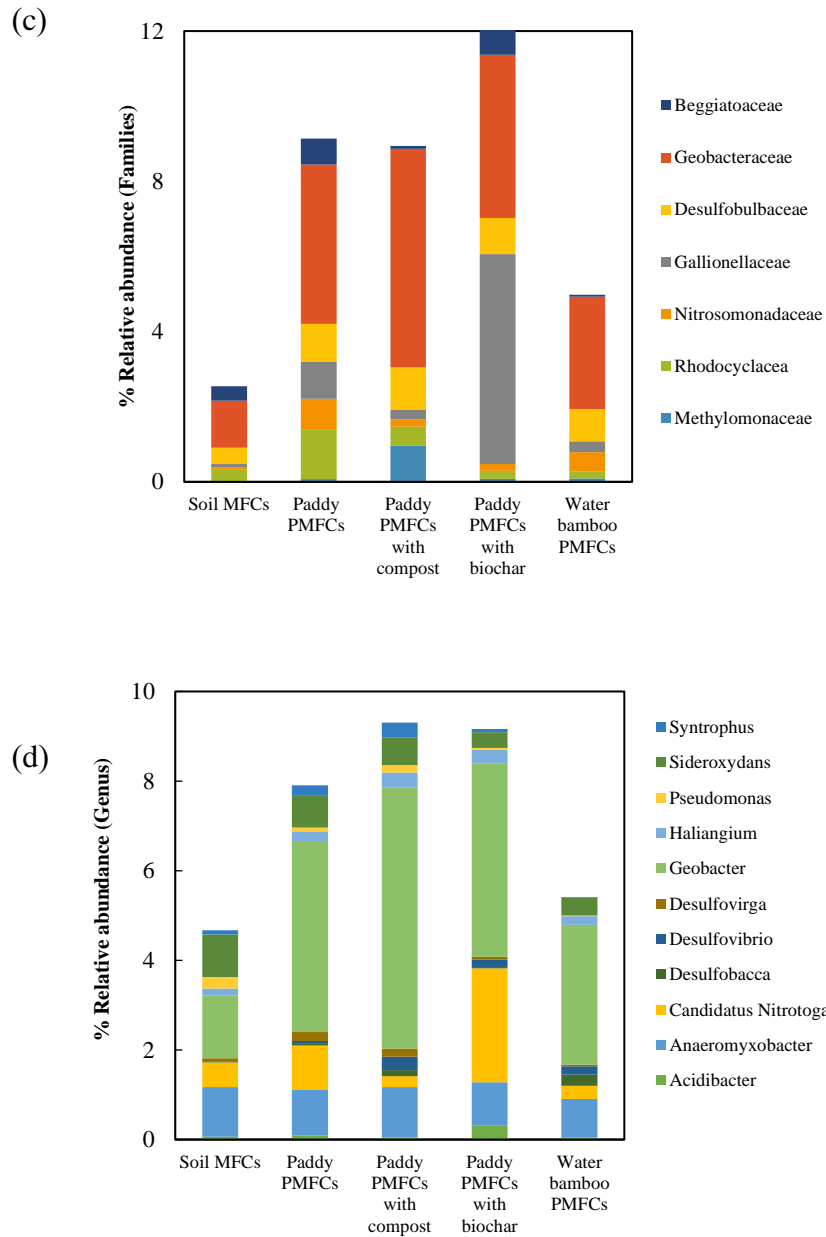 (c)
% Relative abundance (Families)
12
8
4
0
Soil MFCs
Paddy
PMFCs
Paddy
PMFCs
with
compost
Paddy
PMFCs
with
biochar
Water
bamboo
PMFCs
Beggiatoaceae
Geobacteraceae
Desulfobulbaceae
Gallionellaceae
Nitrosomonadaceae
Rhodocyclacea
Methylomonaceae
(d)
% Relative abundance (Genus)
10
8
6
4
2
0
Soil MFCs
Paddy
PMFCs
Paddy
PMFCs
with
compost
Paddy
PMFCs
with
biochar
Water
bamboo
PMFCs
Syntrophus
Sideroxydans
Pseudomonas
Haliangium
Geobacter
Desulfovirga
Desulfovibrio
Desulfobacca
Candidatus Nitrotoga
Anaeromyxobacter
Acidibacter